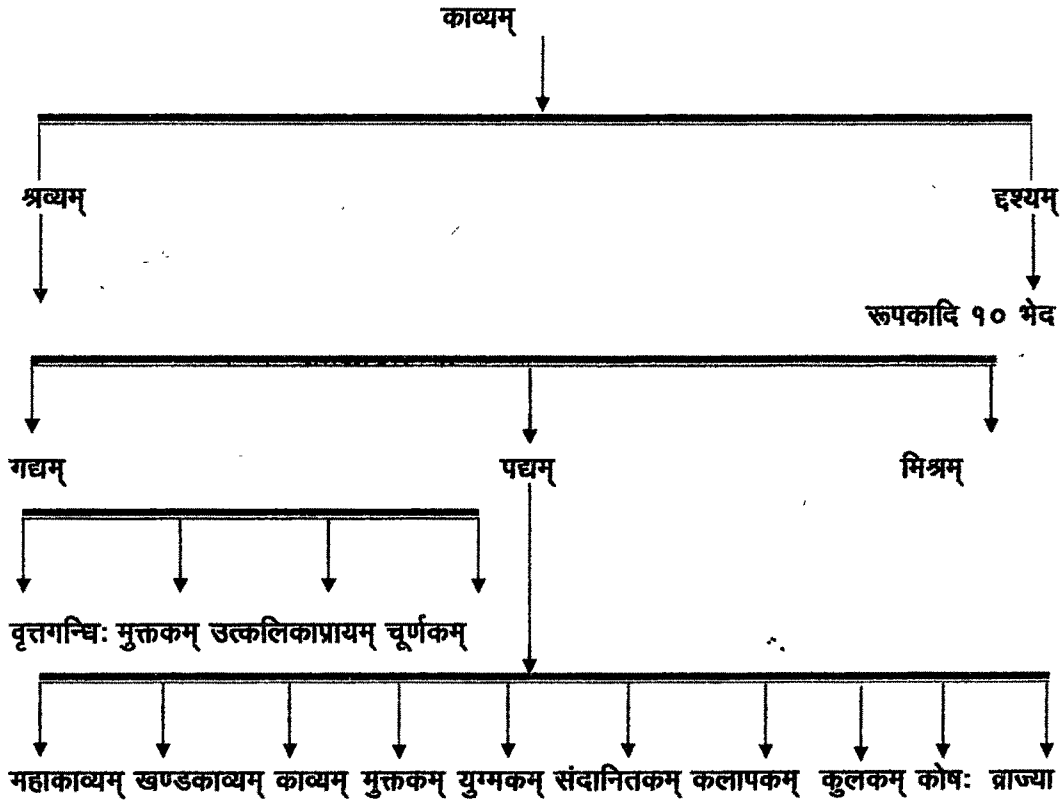 काव्यम्
श्रव्यम् दृश्यम्
रूपकादि १० भेद
गद्यम् पद्यम् मिश्रम्
वृत्तगन्धिः मुक्तकम् उत्कलिकाप्रायम् चूर्णकम्
महाकाव्यम् खण्डकाव्यम् काव्यम् मुक्तकम् युग्मकम् संदानितकम् कलापकम् कुलकम् कोषः व्राज्या